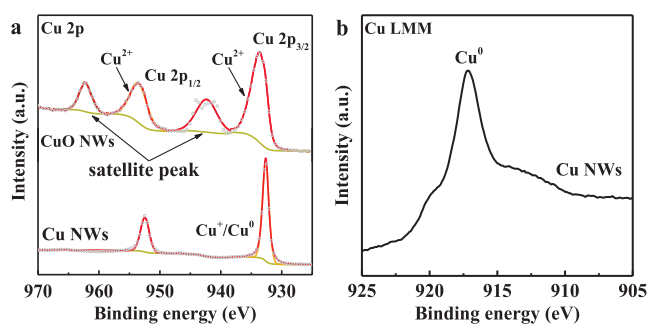 a
Cu 2p
Cu 2p3/2
Cu2+
Cu 2p1/2
Cu2+
CuO NWs
satellite peak
Cu NWs
Cu+/Cu0
970 960 950 940 930
Binding energy (eV)
Intensity (a.u.)
b
Cu LMM
Cu0
Cu NWs
925 920 915 910 905
Binding energy (eV)
Intensity (a.u.)